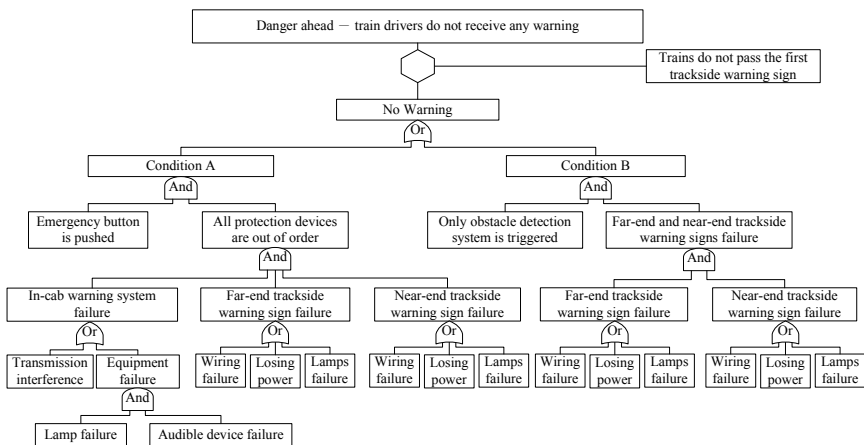 Danger ahead — train drivers do not receive any warning
Trains do not pass the first
trackside warning sign
No Warning
Or
Condition A
Condition B
And
And
Emergency button
is pushed
All protection devices
are out of order
Only obstacle detection
system is triggered
Far-end and near-end trackside
warning signs failure
And
And
In-cab warning system
failure
Far-end trackside
warning sign failure
Near-end trackside
warning sign failure
Far-end trackside
warning sign failure
Near-end trackside
warning sign failure
Or
Or
Or
Or
Or
Transmission
interference
Equipment
failure
Wiring
failure
Losing
power
Lamps
failure
Wiring
failure
Losing
power
Lamps
failure
Wiring
failure
Losing
power
Lamps
failure
Wiring
failure
Losing
power
Lamps
failure
And
Lamp failure
Audible device failure